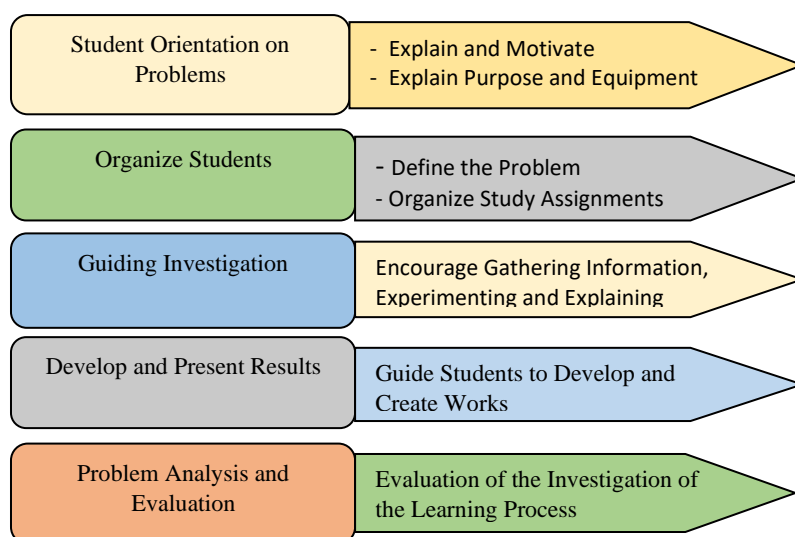 Student Orientation on
Problems
- Explain and Motivate
- Explain Purpose and Equipment
Organize Students
- Define the Problem
- Organize Study Assignments
Guiding Investigation
Encourage Gathering Information,
Experimenting and Explaining
Develop and Present Results
Guide Students to Develop and
Create Works
Problem Analysis and
Evaluation
Evaluation of the Investigation of
the Learning Process